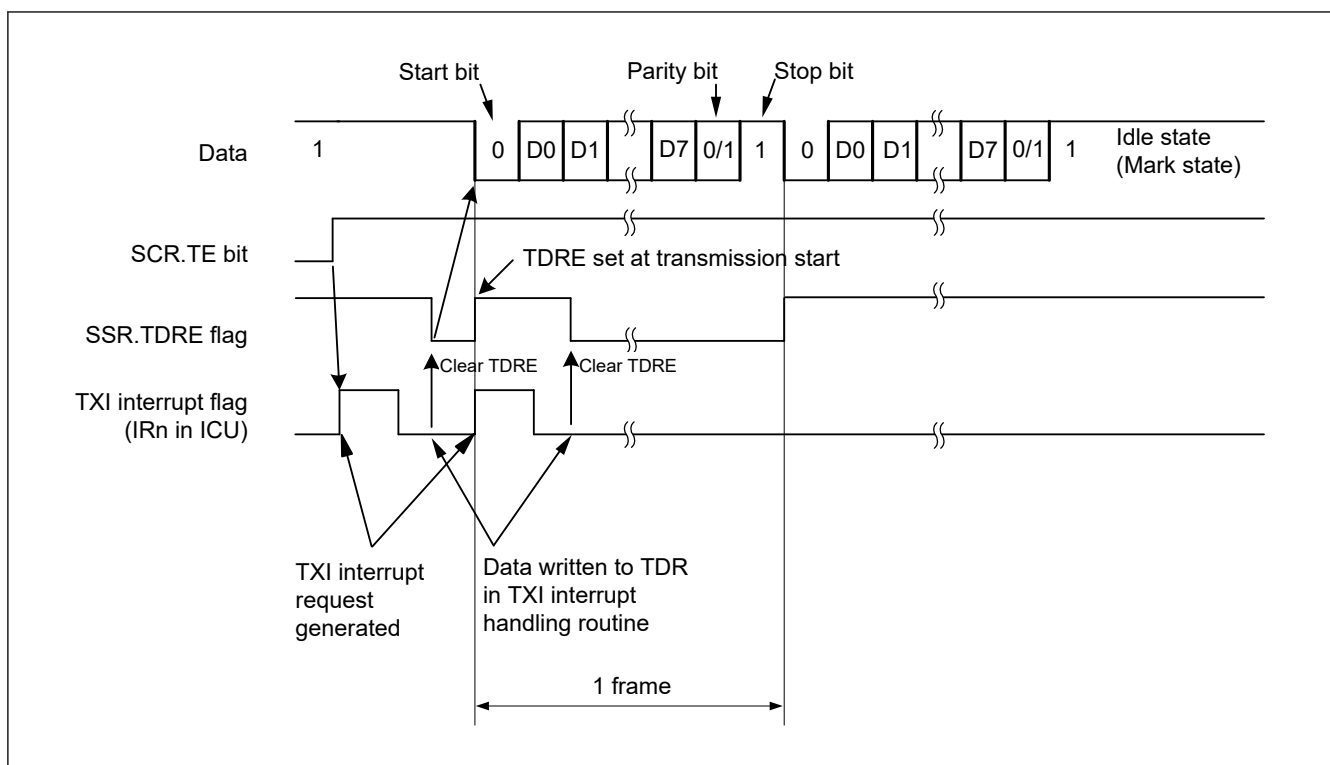 Start bit
Parity bit
Stop bit
Data
1
0
D0
D1
D7
0/1
1
0
D0
D1
D7
0/1
1
Idle state
(Mark state)
SCR.TE bit
TDRE set at transmission start
SSR.TDRE flag
Clear TDRE
Clear TDRE
TXI interrupt flag
(IRn in ICU)
TXI interrupt
request
generated
Data written to TDR
in TXI interrupt
handling routine
1 frame